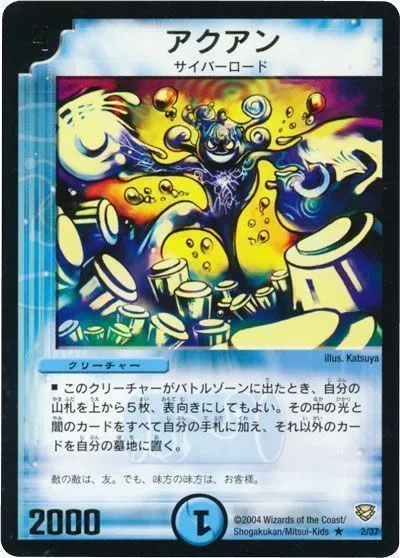 アクアン
サイバーロード
illus. Katsuya
クリーチャー
■ このクリーチャーがバトルゾーンに出たとき、自分の
山札を上から5枚、表向きにしてもよい。その中の光と
闇のカードをすべて自分の手札に加え、それ以外のカー
ドを自分の墓地に置く。
敵の敵は、友。でも、味方の味方は、お客様。
2000
©2004 Wizards of the Coast/
Shogakukan/Mitsui-Kids ★ 2/37